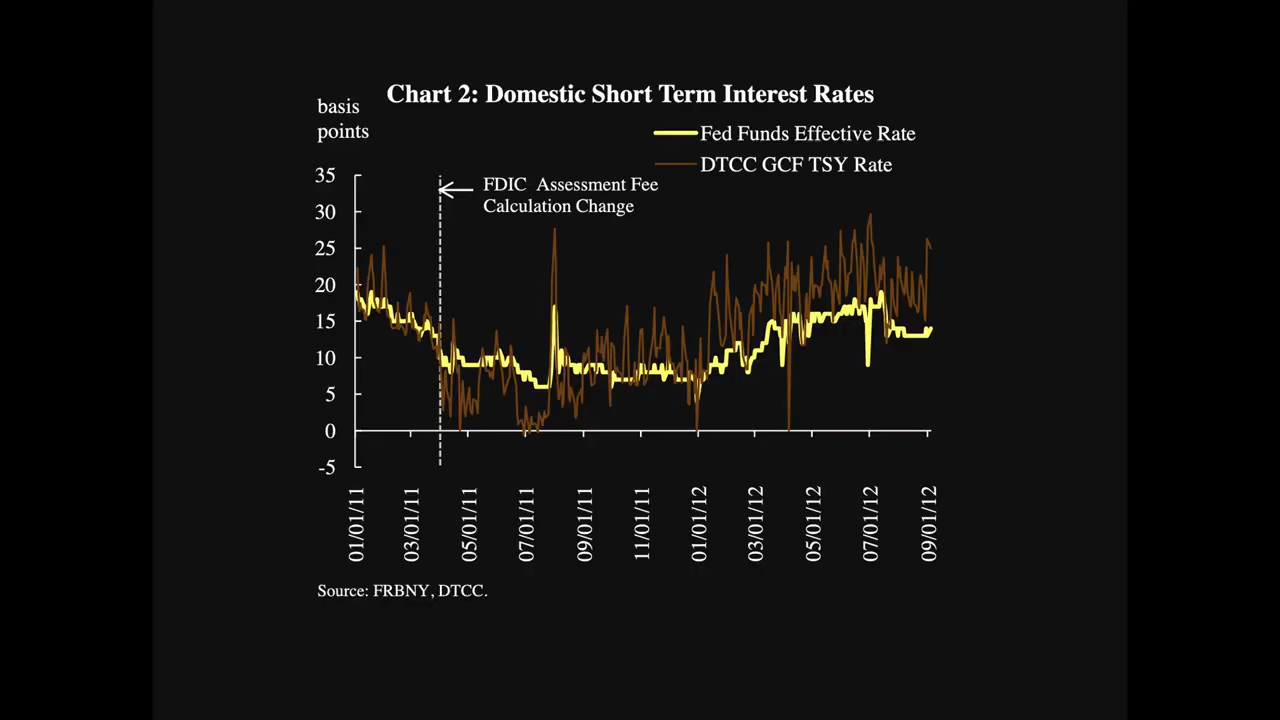 Chart 2: Domestic Short Term Interest Rates
basis
points
Fed Funds Effective Rate
DTCC GCF TSY Rate
FDIC Assessment Fee
Calculation Change
35
30
25
20
15
10
5
0
-5
01/01/11
03/01/11
05/01/11
07/01/11
09/01/11
11/01/11
01/01/12
03/01/12
05/01/12
07/01/12
09/01/12
Source: FRBNY, DTCC.